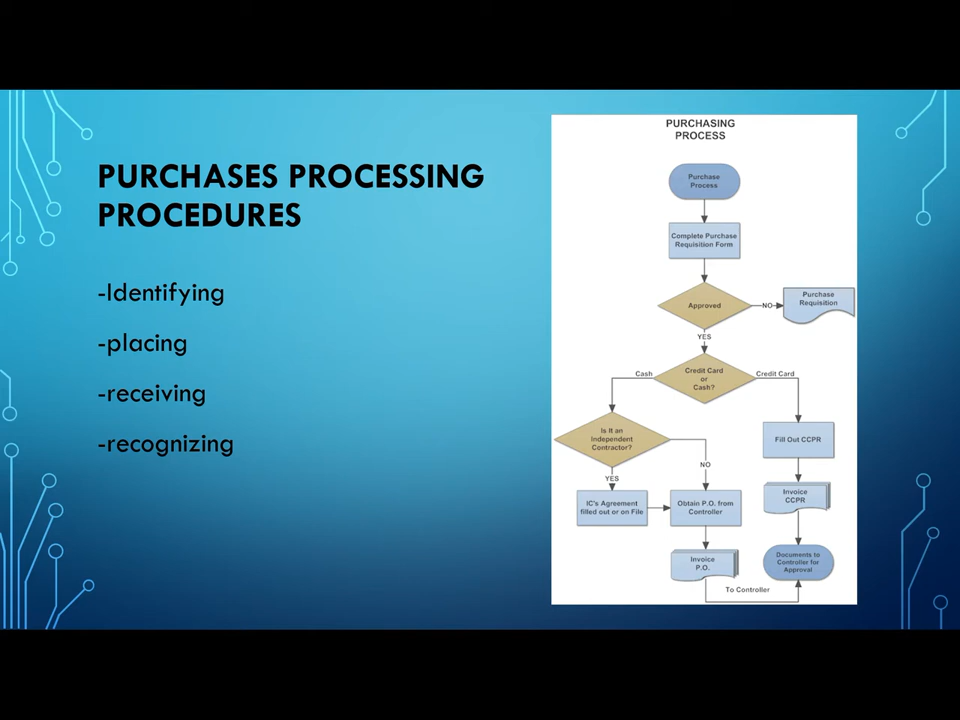 PURCHASES PROCESSING
PROCEDURES
-Identifying
-placing
-receiving
-recognizing
PURCHASING
PROCESS
Purchase
Process
Complete Purchase
Requisition Form
Approved
NO
Purchase
Requisition
YES
Cash
Credit Card
or
Cash?
Credit Card
Is It an
Independent
Contractor?
NO
YES
Fill Out CCPR
IC's Agreement
filled out or on File
Obtain P.O. from
Controller
Invoice
CCPR
Invoice
P.O.
Documents to
Controller for
Approval
To Controller